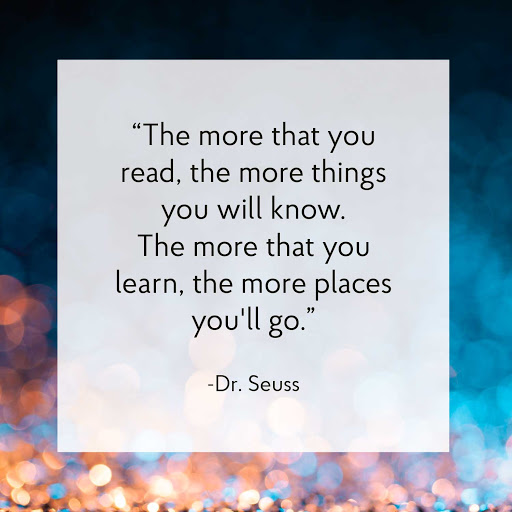 “The more that you
read, the more things
you will know.
The more that you
learn, the more places
you'll go.”
-Dr. Seuss